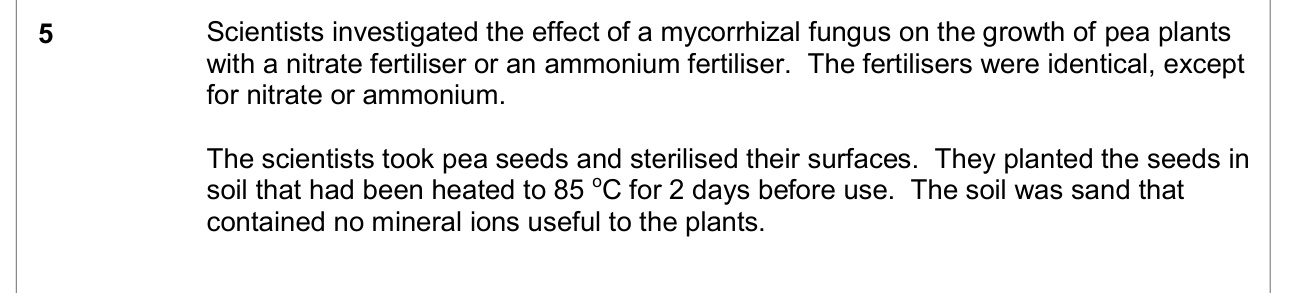 5
Scientists investigated the effect of a mycorrhizal fungus on the growth of pea plants
with a nitrate fertiliser or an ammonium fertiliser. The fertilisers were identical, except
for nitrate or ammonium.
The scientists took pea seeds and sterilised their surfaces. They planted the seeds in
soil that had been heated to 85 °C for 2 days before use. The soil was sand that
contained no mineral ions useful to the plants.